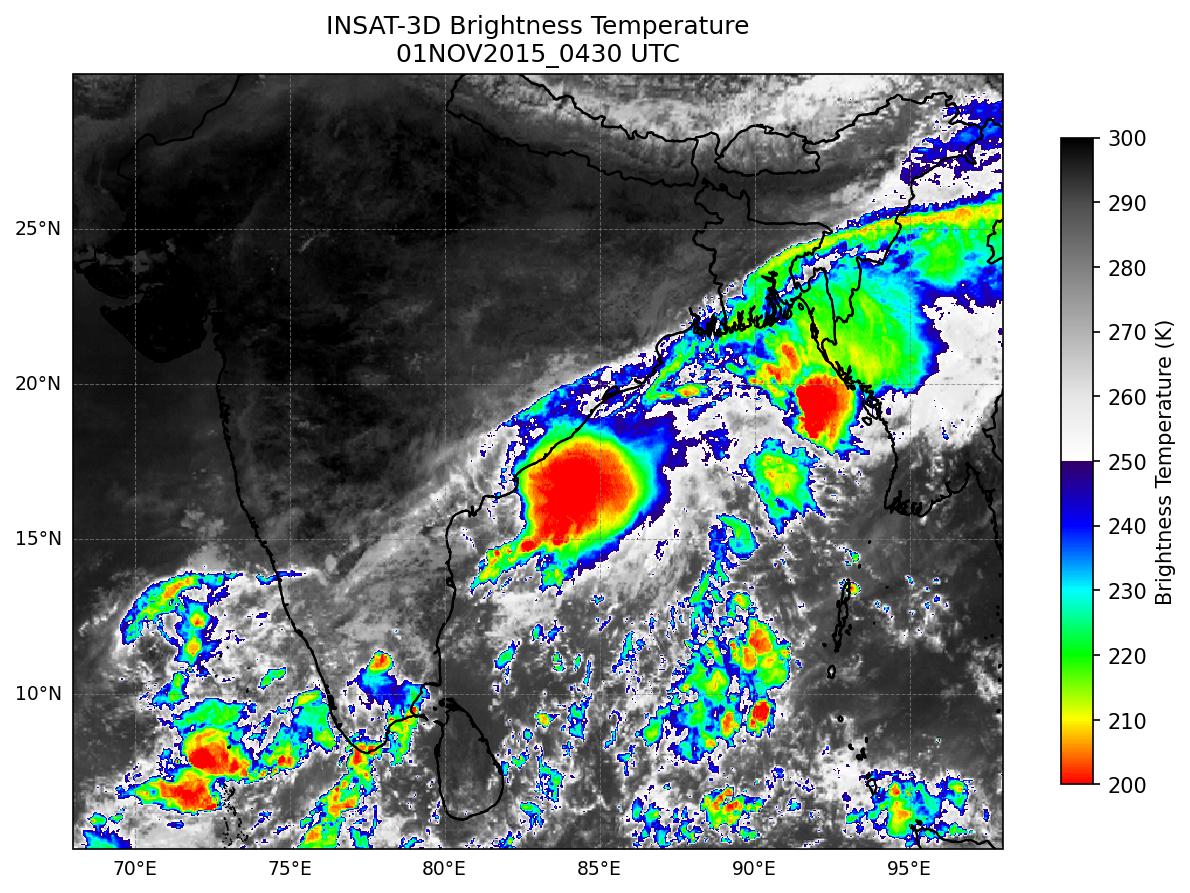 INSAT-3D Brightness Temperature
01NOV2015_0430 UTC
25°N
20°N
15°N
10°N
70°E
75°E
80°E
85°E
90°E
95°E
300
290
280
270
260
250
240
230
220
210
200
Brightness Temperature (K)